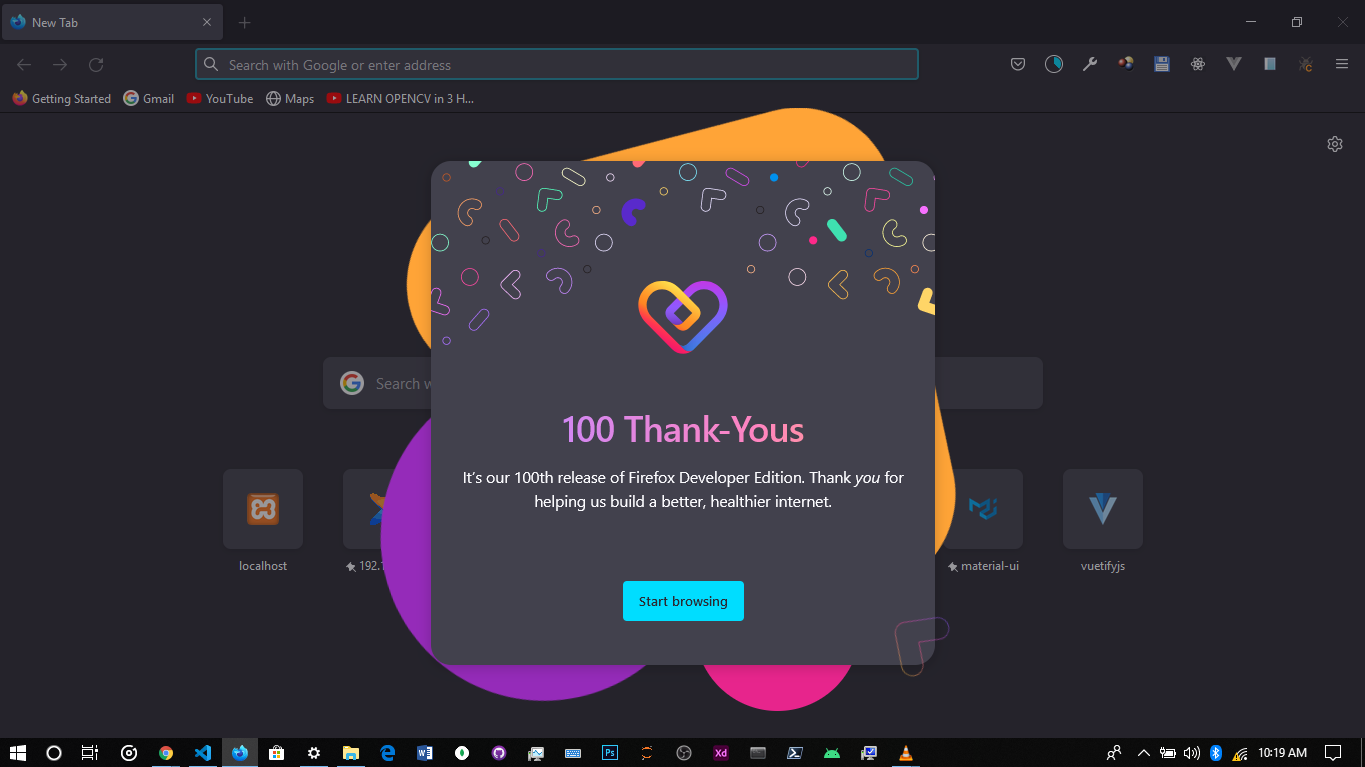 New Tab
Search with Google or enter address
Getting Started
Gmail
YouTube
Maps
LEARN OPENCV in 3 H...
Search w
100 Thank-Yous
It's our 100th release of Firefox Developer Edition. Thank you for
helping us build a better, healthier internet.
localhost
192.1
material-ui
vuetifyjs
Start browsing
Ps
Xd
10:19 AM